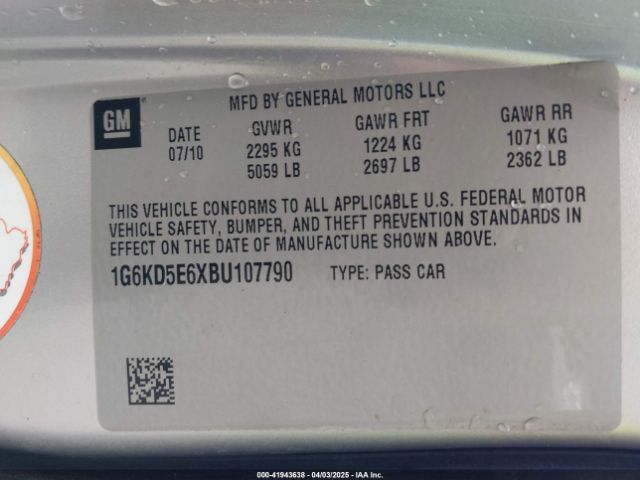 MFD BY GENERAL MOTORS LLC
GM
DATE GVWR GAWR FRT GAWR RR
07/10 2295 KG 1224 KG 1071 KG
5059 LB 2697 LB 2362 LB
THIS VEHICLE CONFORMS TO ALL APPLICABLE U.S. FEDERAL MOTOR
VEHICLE SAFETY, BUMPER, AND THEFT PREVENTION STANDARDS IN
EFFECT ON THE DATE OF MANUFACTURE SHOWN ABOVE.
1G6KD5E6XBU107790 TYPE: PASS CAR
000-41943638 - 04/03/2025 - IAA Inc.